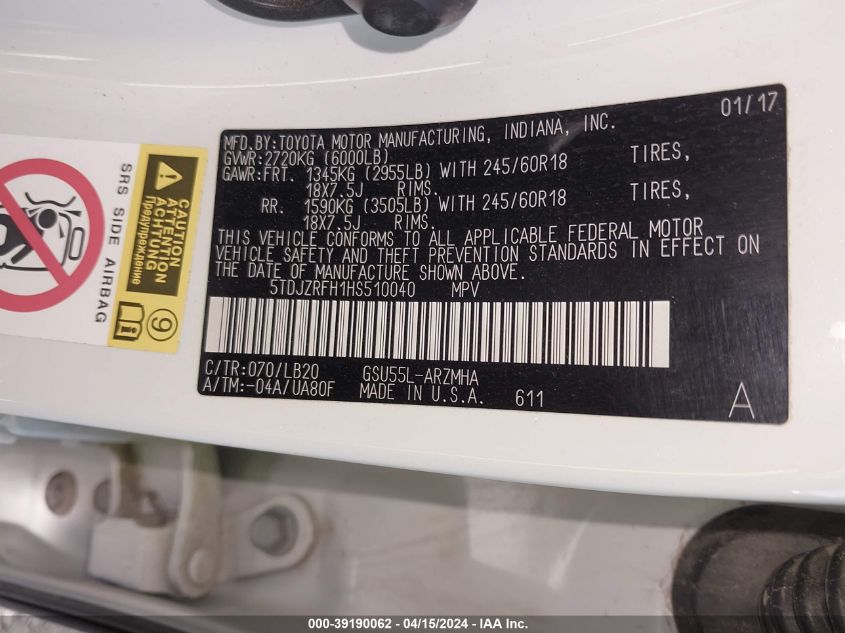 01/17
MFD.BY:TOYOTA MOTOR MANUFACTURING, INDIANA, INC.
GVWR:2720KG (6000LB)
GAWR:FRT. 1345KG (2955LB) WITH 245/60R18 TIRES,
18X7.5J RIMS.
RR. 1590KG (3505LB) WITH 245/60R18 TIRES,
18X7.5J RIMS.
THIS VEHICLE CONFORMS TO ALL APPLICABLE FEDERAL MOTOR
VEHICLE SAFETY AND THEFT PREVENTION STANDARDS IN EFFECT ON
THE DATE OF MANUFACTURE SHOWN ABOVE.
5TDJZRFH1HS510040 MPV
C/TR:070/LB20 GSU55L-ARZMHA
A/TM:-04A/UA80F MADE IN U.S.A. 611
A
SRS SIDE AIRBAG
CAUTION
ATTENTION
ACHTUNG
Предупреждение
9
000-39190062 - 04/15/2024 - IAA Inc.